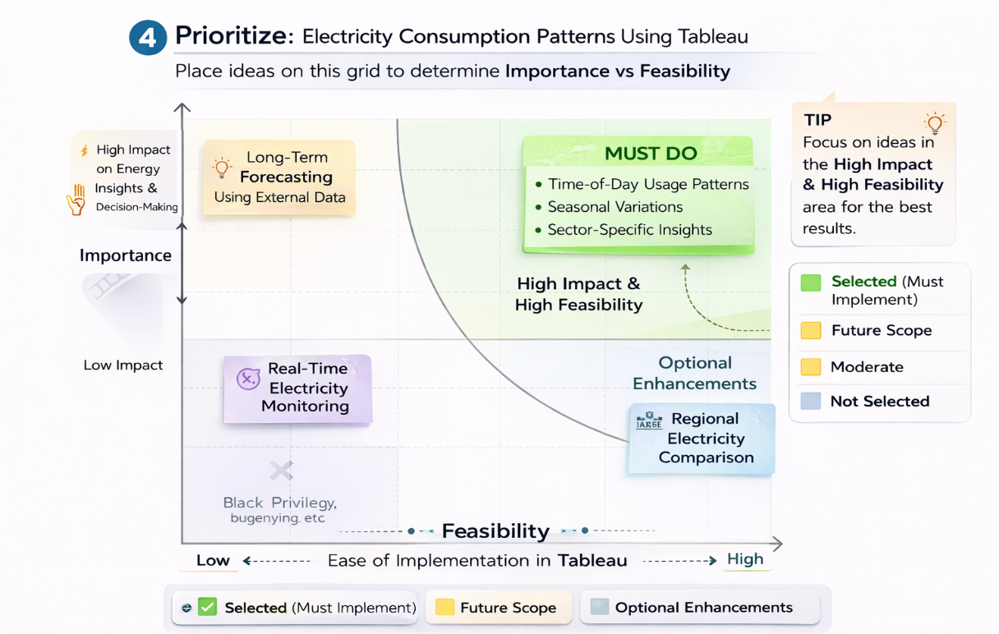 4 Prioritize: Electricity Consumption Patterns Using Tableau
Place ideas on this grid to determine Importance vs Feasibility
High Impact
on Energy
Insights &
Decision-Making
Importance
Low Impact
Long-Term
Forecasting
Using External Data
MUST DO
• Time-of-Day Usage Patterns
• Seasonal Variations
• Sector-Specific Insights
High Impact &
High Feasibility
TIP
Focus on ideas in
the High Impact
& High Feasibility
area for the best
results.
Selected (Must
Implement)
Future Scope
Moderate
Not Selected
Real-Time
Electricity
Monitoring
Optional
Enhancements
Regional
Electricity
Comparison
Black Privilegy,
bugenying. etc
Feasibility
Low
Ease of Implementation in Tableau
High
Selected (Must Implement)
Future Scope
Optional Enhancements